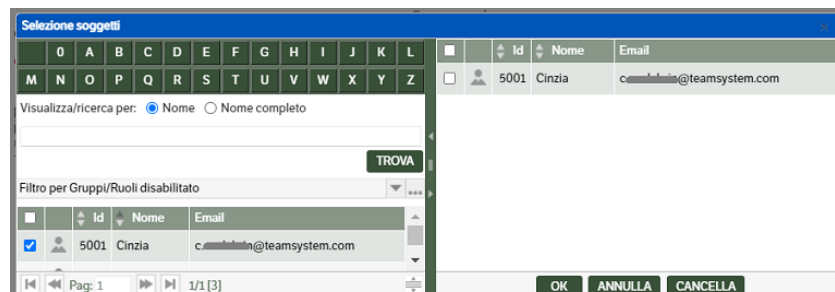 Selezione soggetti
0 A B C D E F G H I J K L
M N O P Q R S T U V W X Y Z
Visualizza/ricerca per: Nome Nome completo
TROVA
Filtro per Gruppi/Ruoli disabilitato
Id Nome Email
5001 Cinzia @teamsystem.com
Pag: 1 1/1 [3]
Id Nome Email
5001 Cinzia @teamsystem.com
OK ANNULLA CANCELLA